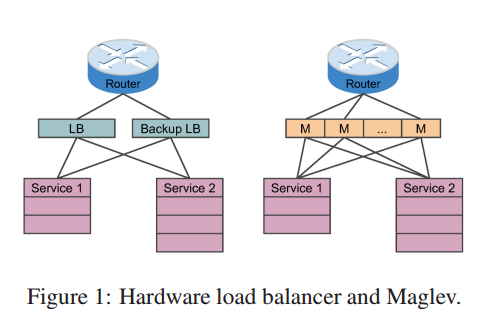 Router
LB
Backup LB
Service 1
Service 2
Router
M
M
...
M
Service 1
Service 2
Figure 1: Hardware load balancer and Maglev.